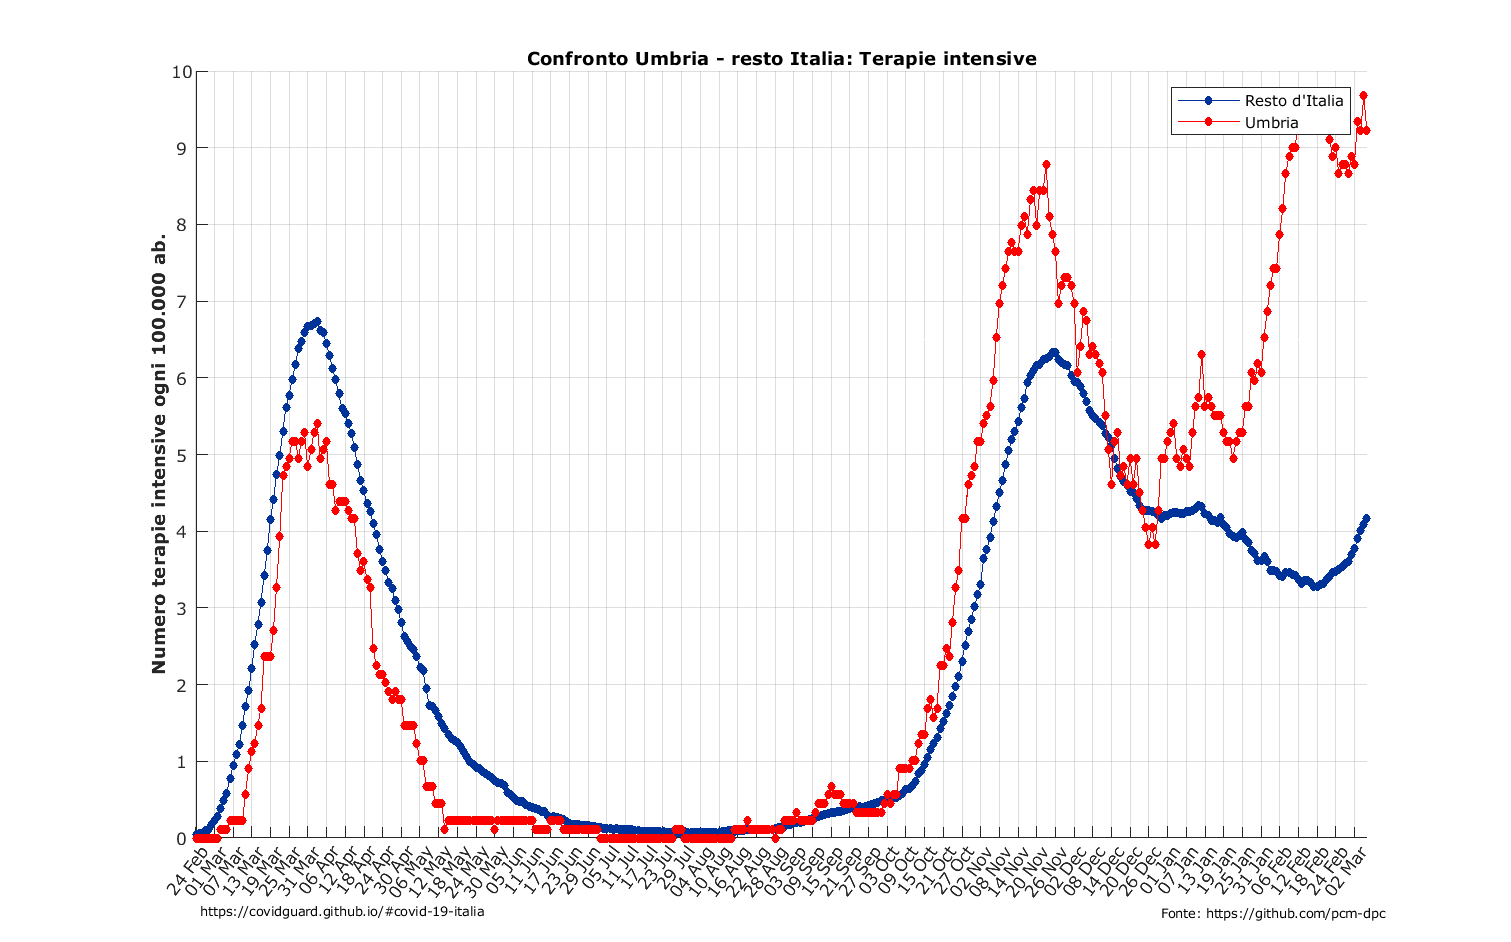 Confronto Umbria - resto Italia: Terapie intensive
Numero terapie intensive ogni 100.000 ab.
10
9
8
7
6
5
4
3
2
1
0
Resto d'Italia
Umbria
24 Feb
01 Mar
07 Mar
13 Mar
19 Mar
25 Mar
31 Mar
06 Apr
12 Apr
18 Apr
24 Apr
30 Apr
06 May
12 May
18 May
24 May
30 May
05 Jun
11 Jun
17 Jun
23 Jun
29 Jun
05 Jul
11 Jul
17 Jul
23 Jul
29 Jul
04 Aug
10 Aug
16 Aug
22 Aug
28 Aug
03 Sep
09 Sep
15 Sep
21 Sep
27 Sep
03 Oct
09 Oct
15 Oct
21 Oct
27 Oct
02 Nov
08 Nov
14 Nov
20 Nov
26 Nov
02 Dec
08 Dec
14 Dec
20 Dec
26 Dec
01 Jan
07 Jan
13 Jan
19 Jan
25 Jan
31 Jan
06 Feb
12 Feb
18 Feb
24 Feb
02 Mar
https://covidguard.github.io/#covid-19-italia
Fonte: https://github.com/pcm-dpc